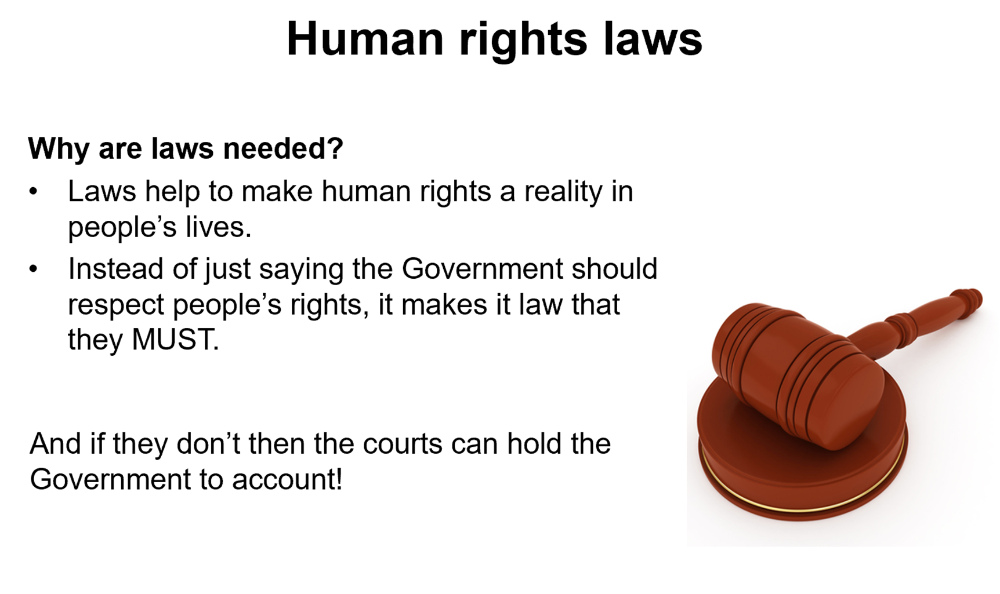 Human rights laws
Why are laws needed?
• Laws help to make human rights a reality in
people’s lives.
• Instead of just saying the Government should
respect people’s rights, it makes it law that
they MUST.
And if they don’t then the courts can hold the
Government to account!